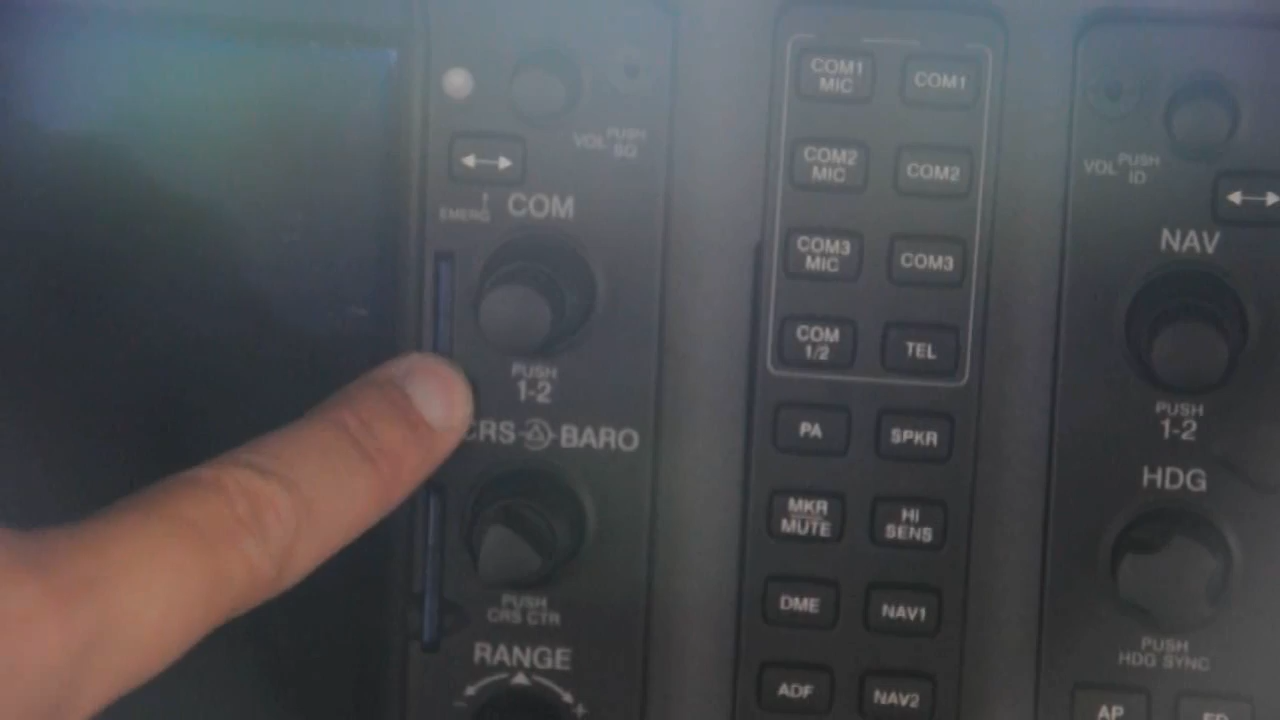 VOL PUSH SQ
EMERG COM
PUSH
1-2
CRS BARO
PUSH
CRS CTR
RANGE
- +
COM1 MIC
COM1
COM2 MIC
COM2
COM3 MIC
COM3
COM 1/2
TEL
PA
SPKR
MKR MUTE
HI SENS
DME
NAV1
ADF
NAV2
VOL PUSH ID
NAV
PUSH
1-2
HDG
PUSH
HDG SYNC
AP